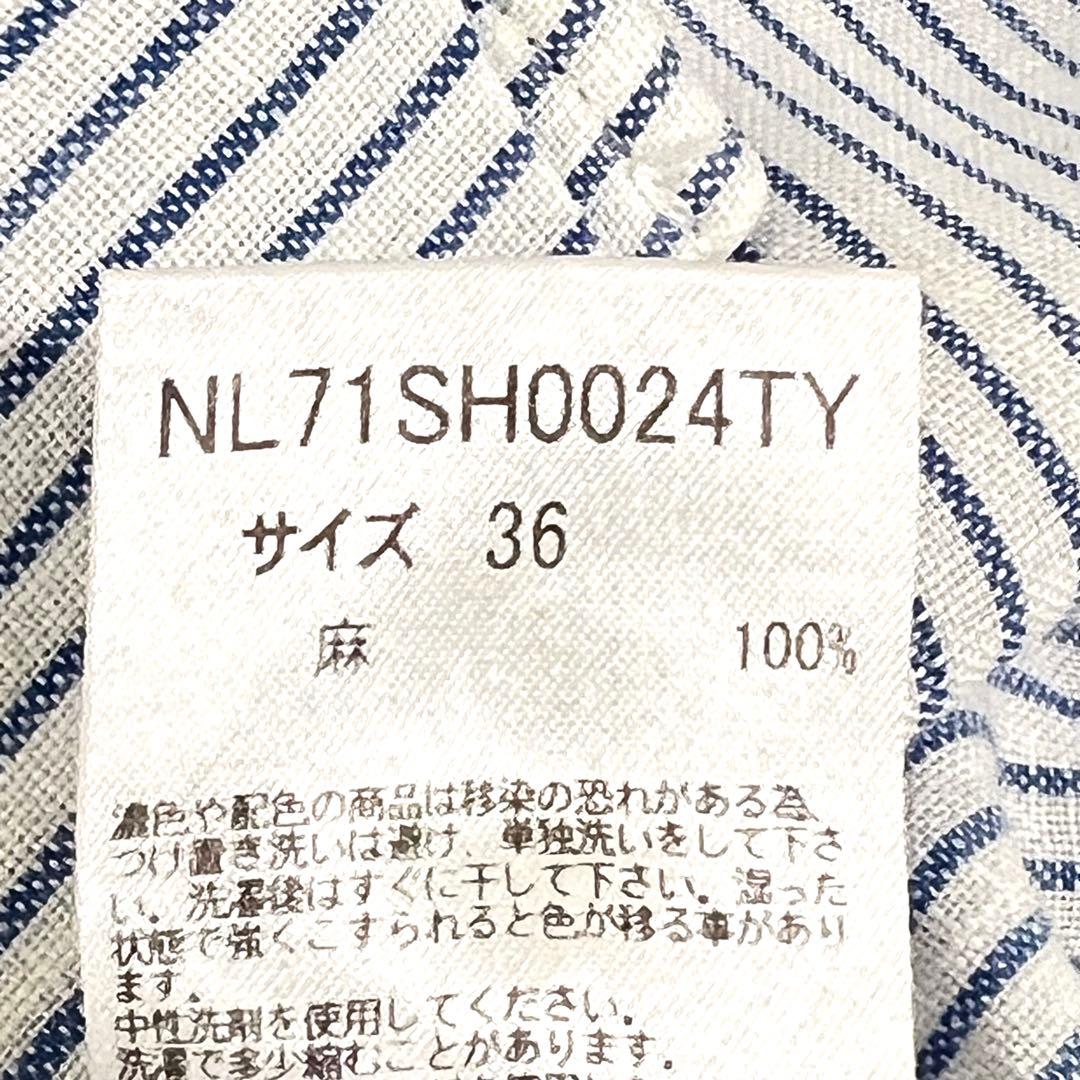 NL71SH0024TY
サイズ 36
麻 100%
濃色や配色の商品は移染の恐れがある為
つけ置き洗いは避け、単独洗いをして下さ
い。洗濯後はすぐに干して下さい。湿った
状態で強くこすられると色が移る事があり
ます。
中性洗剤を使用してください。
洗濯で多少縮むことがあります。